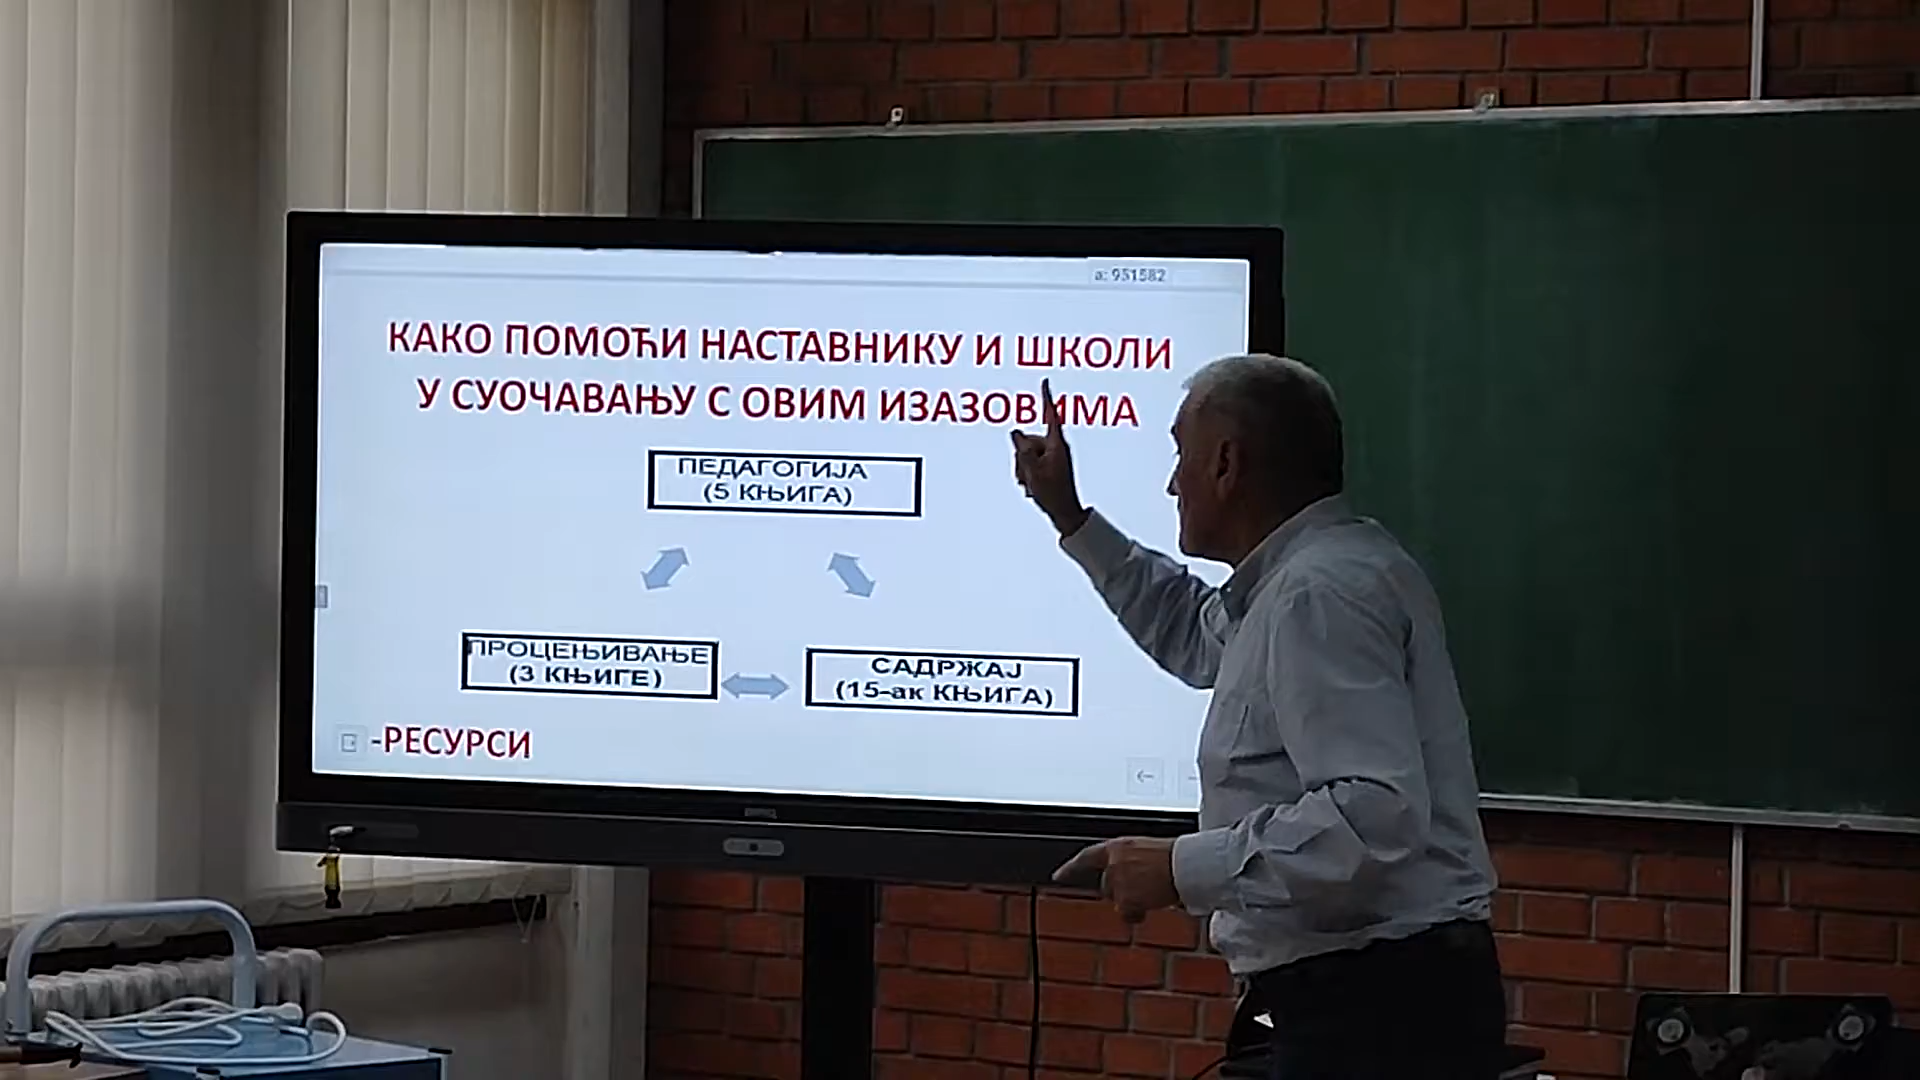 a: 951582
КАКО ПОМОЋИ НАСТАВНИКУ И ШКОЛИ
У СУОЧАВАЊУ С ОВИМ ИЗАЗОВИМА
ПЕДАГОГИЈА
(5 КЊИГА)
ПРОЦЕЊИВАЊЕ
(3 КЊИГЕ)
САДРЖАЈ
(15-ак КЊИГА)
-РЕСУРСИ